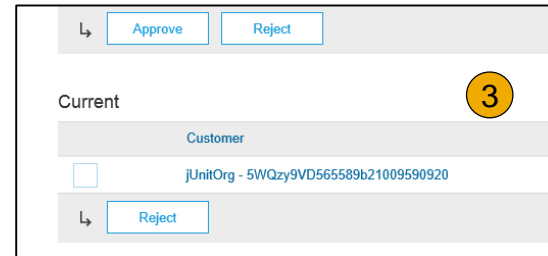 Approve Reject
Current
3
Customer
jUnitOrg - 5WQzy9VD565589b21009590920
Reject